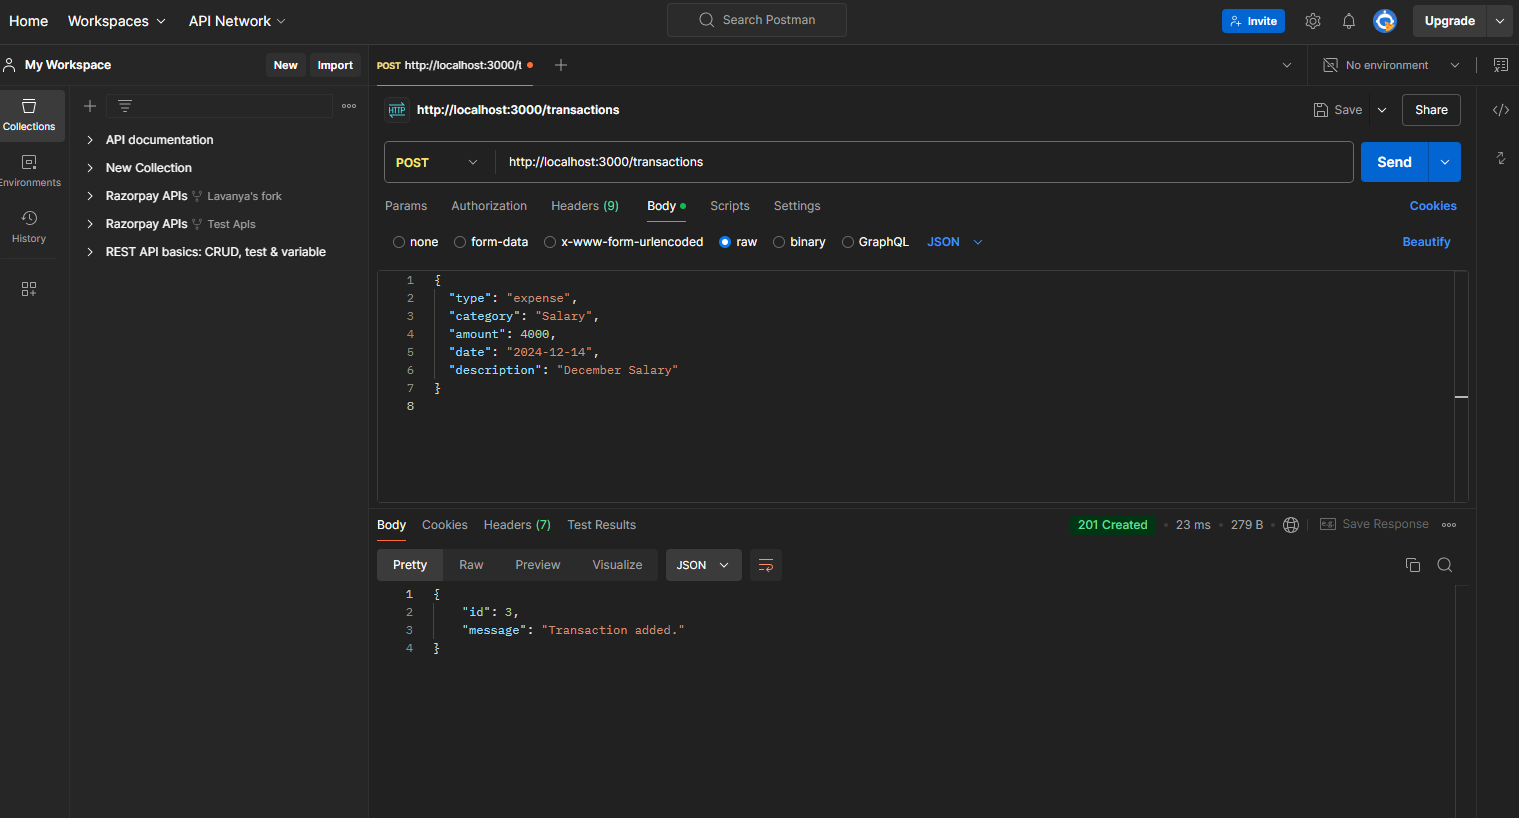 Home Workspaces API Network Search Postman Invite Upgrade
My Workspace New Import POST http://localhost:3000/t No environment
Collections
Environments
History
API documentation
New Collection
Razorpay APIs Lavanya's fork
Razorpay APIs Test Apls
REST API basics: CRUD, test & variable
HTTP http://localhost:3000/transactions Save Share
POST http://localhost:3000/transactions Send
Params Authorization Headers (9) Body Scripts Settings Cookies
none form-data x-www-form-urlencoded raw binary GraphQL JSON Beautify
1 {
2 "type": "expense",
3 "category": "Salary",
4 "amount": 4000,
5 "date": "2024-12-14",
6 "description": "December Salary"
7 }
8
Body Cookies Headers (7) Test Results 201 Created • 23 ms • 279 B • e.g. Save Response
Pretty Raw Preview Visualize JSON
1 {
2 "id": 3,
3 "message": "Transaction added."
4 }